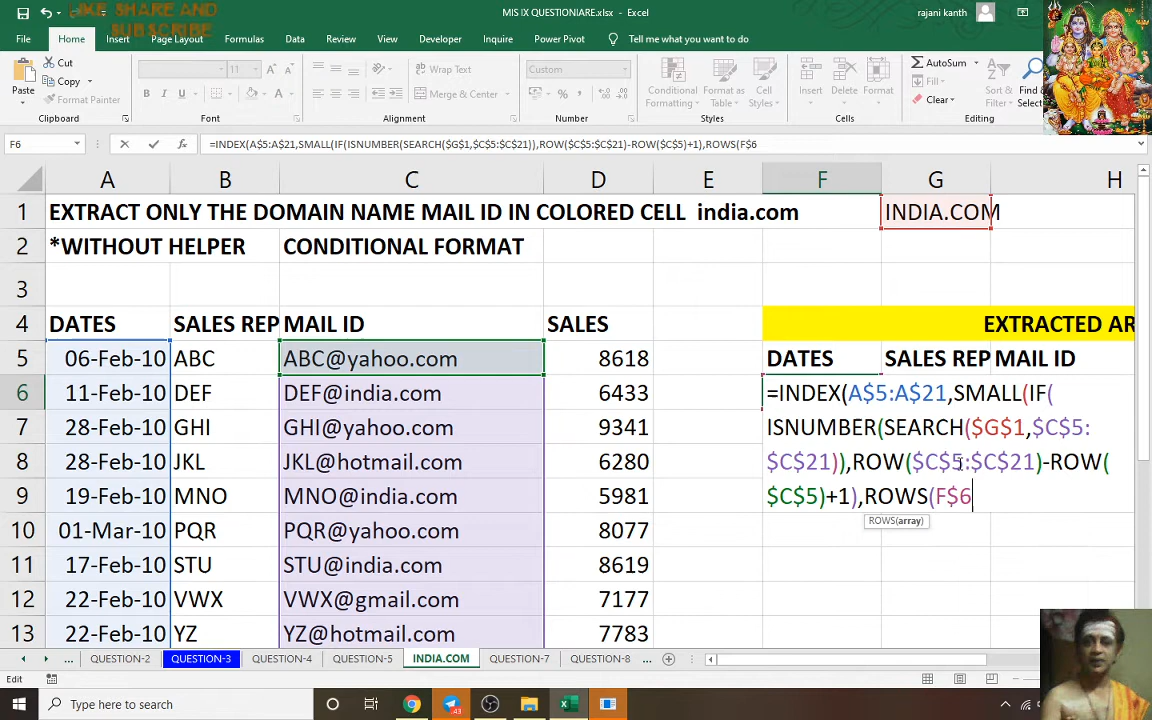 LIKE SHARE AND
SUBSCRIBE
MIS IX QUESTIONIARE.xlsx - Excel
rajani kanth
File Home Insert Page Layout Formulas Data Review View Developer Inquire Power Pivot Tell me what you want to do
Paste
Cut
Copy
Format Painter
Clipboard
11
B I U
Font
Wrap Text
Merge & Center
Alignment
Custom
Number
Conditional Formatting
Format as Table
Cell Styles
Styles
Insert Delete Format
Cells
AutoSum
Fill
Clear
Sort & Filter
Find & Select
Editing
F6
=INDEX(A$5:A$21,SMALL(IF(ISNUMBER(SEARCH($G$1,$C$5:$C$21)),ROW($C$5:$C$21)-ROW($C$5)+1),ROWS(F$6
A B C D E F G H
1 EXTRACT ONLY THE DOMAIN NAME MAIL ID IN COLORED CELL india.com INDIA.COM
2 *WITHOUT HELPER CONDITIONAL FORMAT
3
4 DATES SALES REP MAIL ID SALES EXTRACTED AR
5 06-Feb-10 ABC ABC@yahoo.com 8618 DATES SALES REP MAIL ID
6 11-Feb-10 DEF DEF@india.com 6433 =INDEX(A$5:A$21,SMALL(IF(
7 28-Feb-10 GHI GHI@yahoo.com 9341 ISNUMBER(SEARCH($G$1,$C$5:
8 28-Feb-10 JKL JKL@hotmail.com 6280 $C$21)),ROW($C$5:$C$21)-ROW(
9 19-Feb-10 MNO MNO@india.com 5981 $C$5)+1),ROWS(F$6
ROWS(array)
10 01-Mar-10 PQR PQR@yahoo.com 8077
11 17-Feb-10 STU STU@india.com 8619
12 22-Feb-10 VWX VWX@gmail.com 7177
13 22-Feb-10 YZ YZ@hotmail.com 7783
... QUESTION-2 QUESTION-3 QUESTION-4 QUESTION-5 INDIA.COM QUESTION-7 QUESTION-8 ...
Edit
Type here to search
43